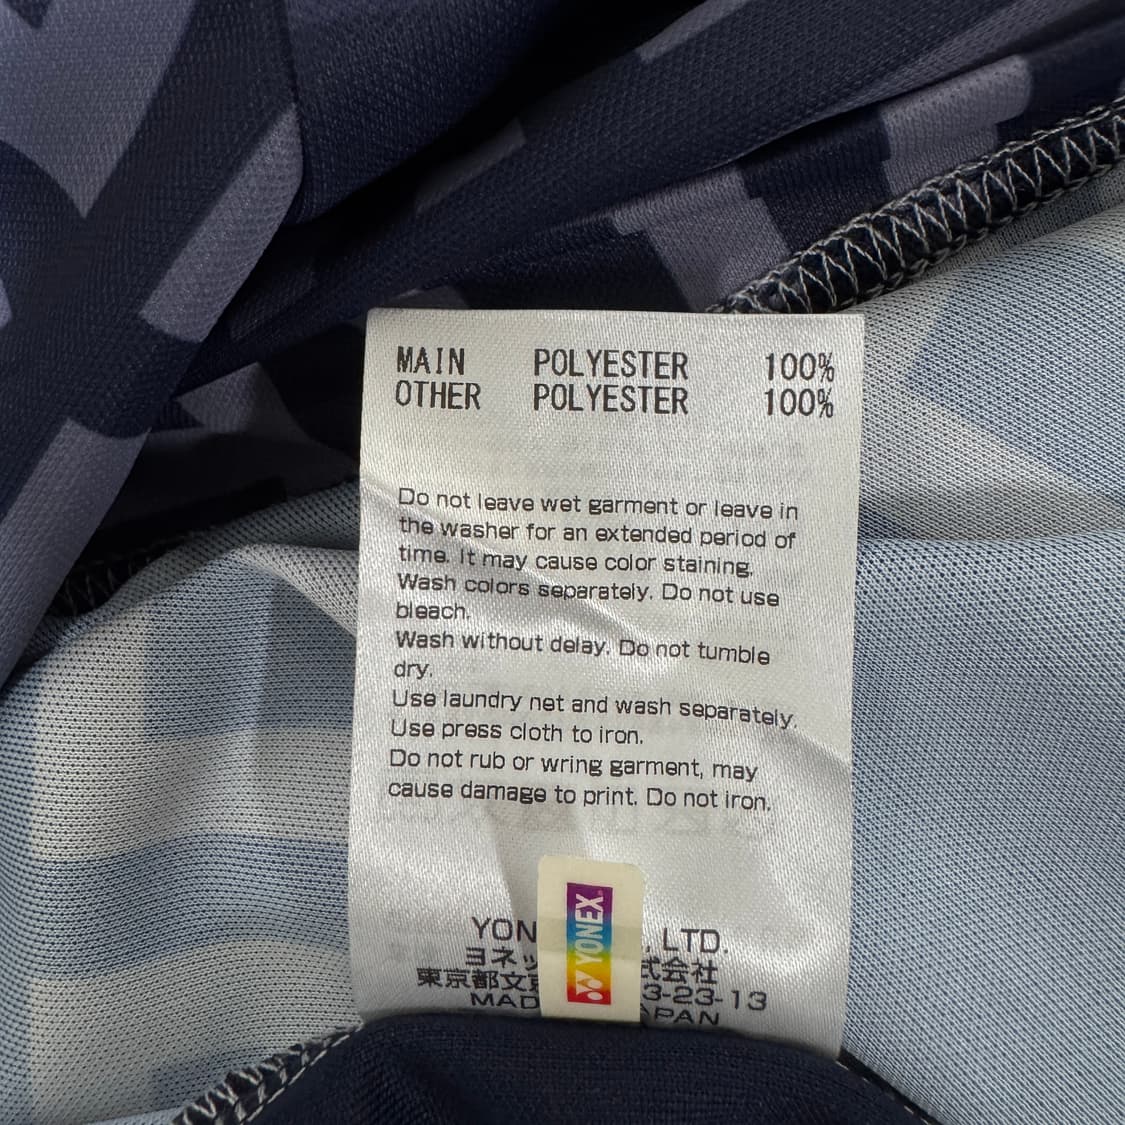 MAIN POLYESTER 100%
OTHER POLYESTER 100%
Do not leave wet garment or leave in
the washer for an extended period of
time. It may cause color staining.
Wash colors separately. Do not use
bleach.
Wash without delay. Do not tumble
dry.
Use laundry net and wash separately.
Use press cloth to iron.
Do not rub or wring garment, may
cause damage to print. Do not iron.
YONEX
YON , LTD.
ヨネッ 式会社
東京都文京 3-23-13
MAD APAN